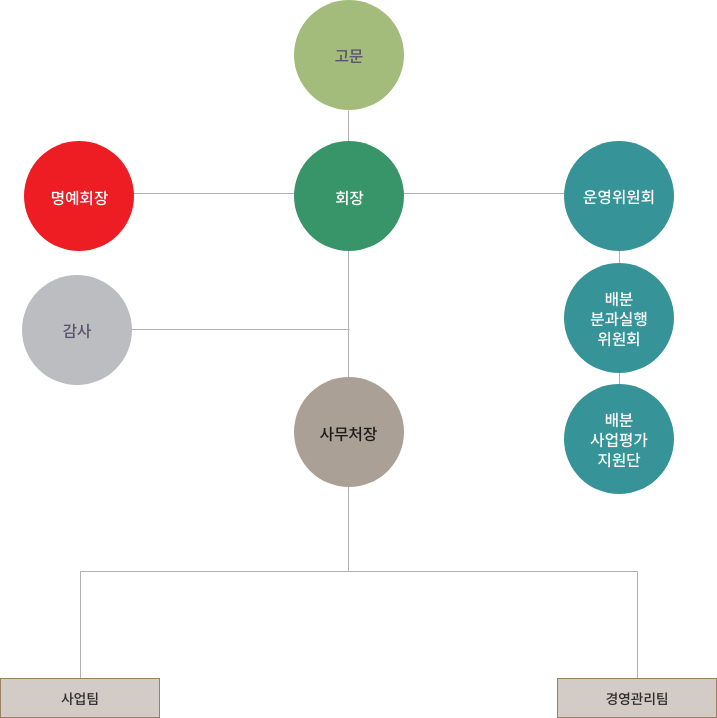 고문
명예회장
회장
운영위원회
배분
분과실행
위원회
감사
사무처장
배분
사업평가
지원단
사업팀
경영관리팀